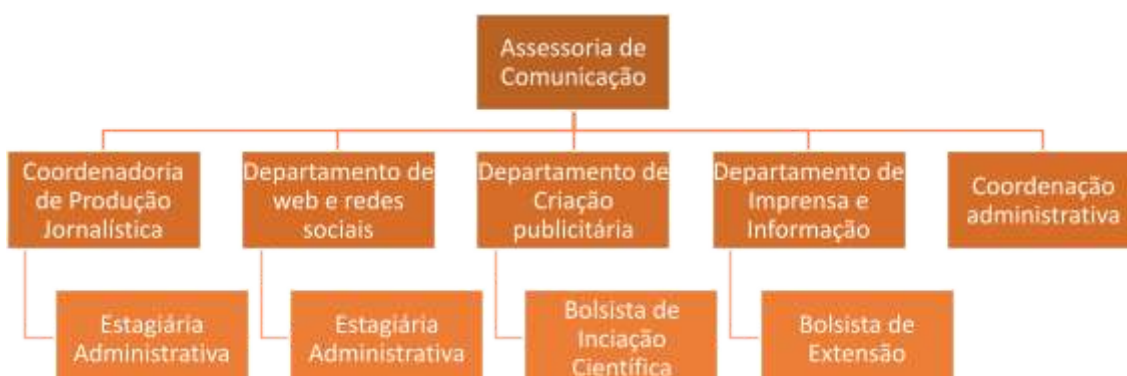 Assessoria de
Comunicação
Coordenadoria
de Produção
Jornalística
Departamento de
web e redes
sociais
Departamento de
Criação
publicitária
Departamento de
Imprensa e
Informação
Coordenação
administrativa
Estagiária
Administrativa
Estagiária
Administrativa
Bolsista de
Inciação
Científica
Bolsista de
Extensão